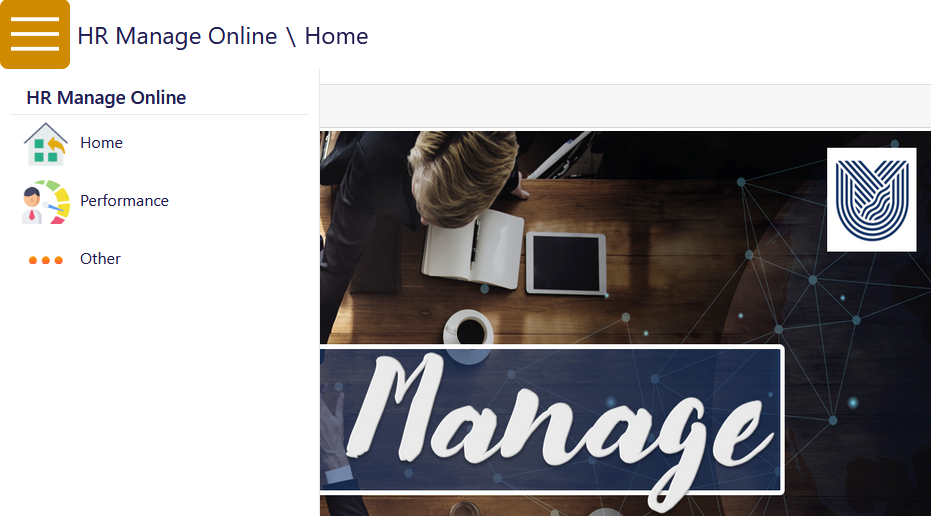 HR Manage Online \ Home
HR Manage Online
Home
Performance
Other
Manage